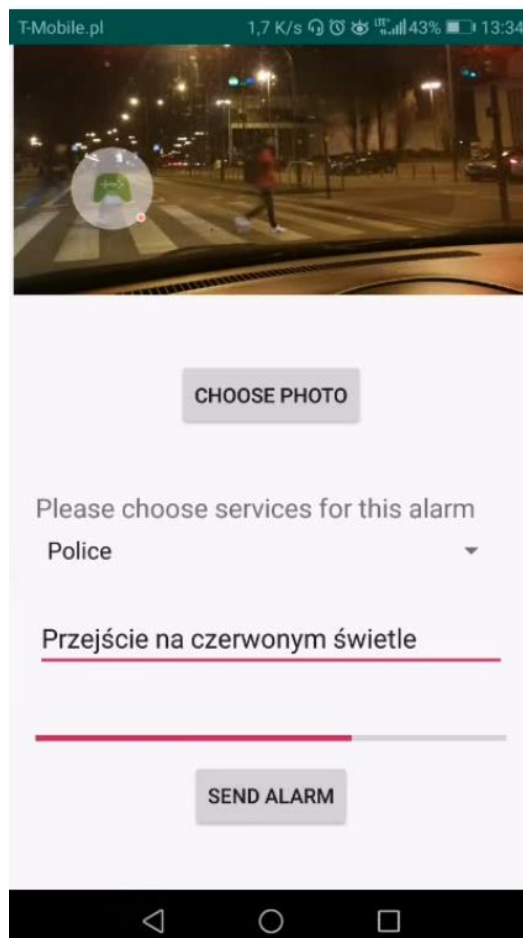 T-Mobile.pl 1,7 K/s 43% 13:34
CHOOSE PHOTO
Please choose services for this alarm
Police
Przejście na czerwonym świetle
SEND ALARM